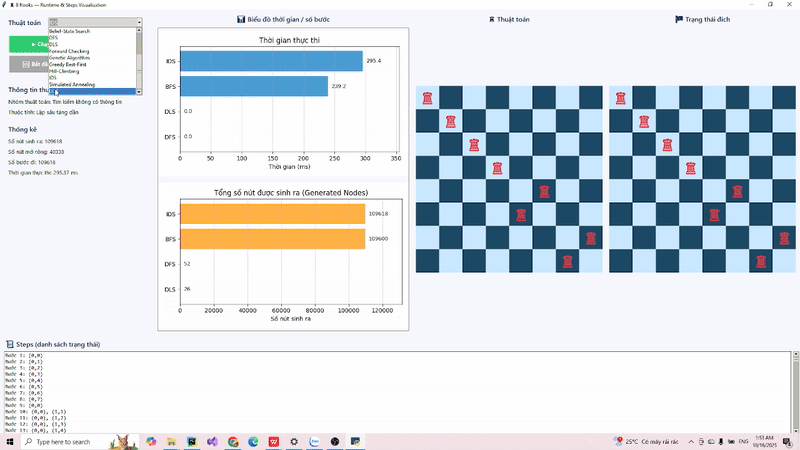 8 Rooks — Runtime & Steps Visualization
Thuật toán
Belief-State Search
DFS
DLS
Forward Checking
Genetic Algorithm
Greedy Best-First
Hill-Climbing
IDS
Simulated Annealing
Nhóm thuật toán: Tìm kiếm không có thông tin
Thuộc tính: Lặp sâu tăng dần
Thống kê
Số nút sinh ra: 109618
Số nút mở rộng: 40338
Số bước đi: 109618
Thời gian thực thi: 295.37 ms
Biểu đồ thời gian / số bước
Thời gian thực thi
IDS
295.4
BFS
239.2
DLS
0.0
DFS
0.0
0 50 100 150 200 250 300 350
Thời gian (ms)
Tổng số nút được sinh ra (Generated Nodes)
IDS
109618
BFS
109600
DFS
52
DLS
26
0 20000 40000 60000 80000 100000 120000
Số nút sinh ra
Thuật toán
Trạng thái đích
Steps (danh sách trạng thái)
Bước 1: (0,0)
Bước 2: (0,1)
Bước 3: (0,2)
Bước 4: (0,3)
Bước 5: (0,4)
Bước 6: (0,5)
Bước 7: (0,6)
Bước 8: (0,7)
Bước 9: (0,0)
Bước 10: (0,0), (1,1)
Bước 11: (0,0), (1,2)
Bước 12: (0,0), (1,3)
Bước 13: (0,0), (1,4)
Type here to search
25°C Có mây rải rác
ENG
1:53 AM
10/18/2025